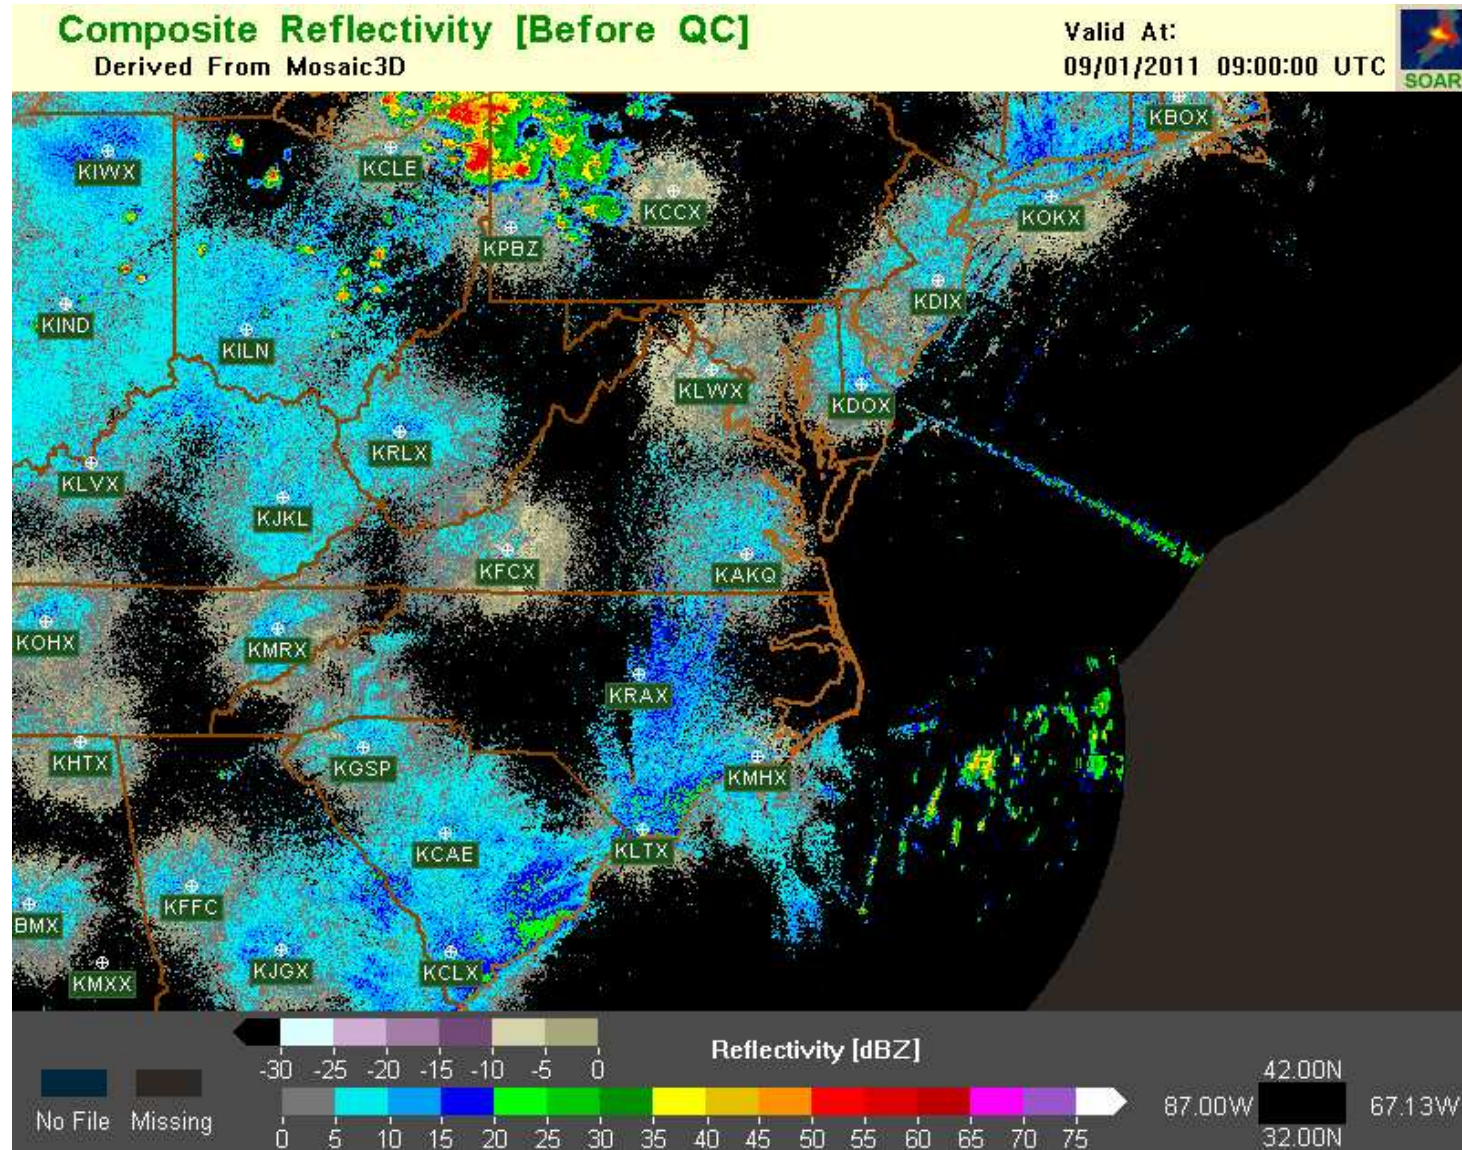 Composite Reflectivity [Before QC]
Derived From Mosaic3D
Valid At:
09/01/2011 09:00:00 UTC
SOAR
KBOX
KIWX
KCLE
KCCX
KOKX
KPBZ
KDIX
KIND
KILN
KLWX
KDOX
KRLX
KLVX
KJKL
KFCX
KAKQ
KOHX
KMRX
KRAX
KHTX
KGSP
KMHX
KCAE
KLTX
KFFC
BMX
KJGX
KCLX
KMXX
-30 -25 -20 -15 -10 -5 0
Reflectivity [dBZ]
No File Missing
0 5 10 15 20 25 30 35 40 45 50 55 60 65 70 75
42.00N
87.00W 67.13W
32.00N